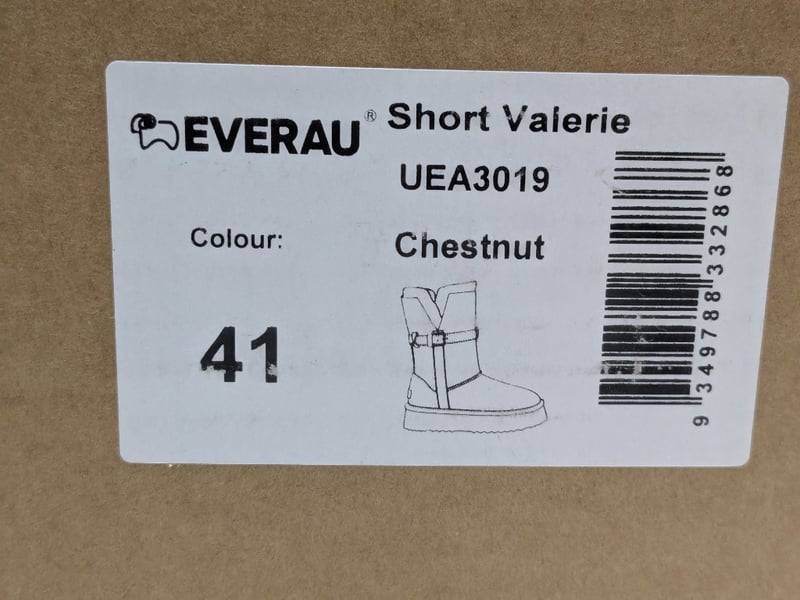 EVERAU® Short Valerie
UEA3019
Colour: Chestnut
41
9 349788 332868